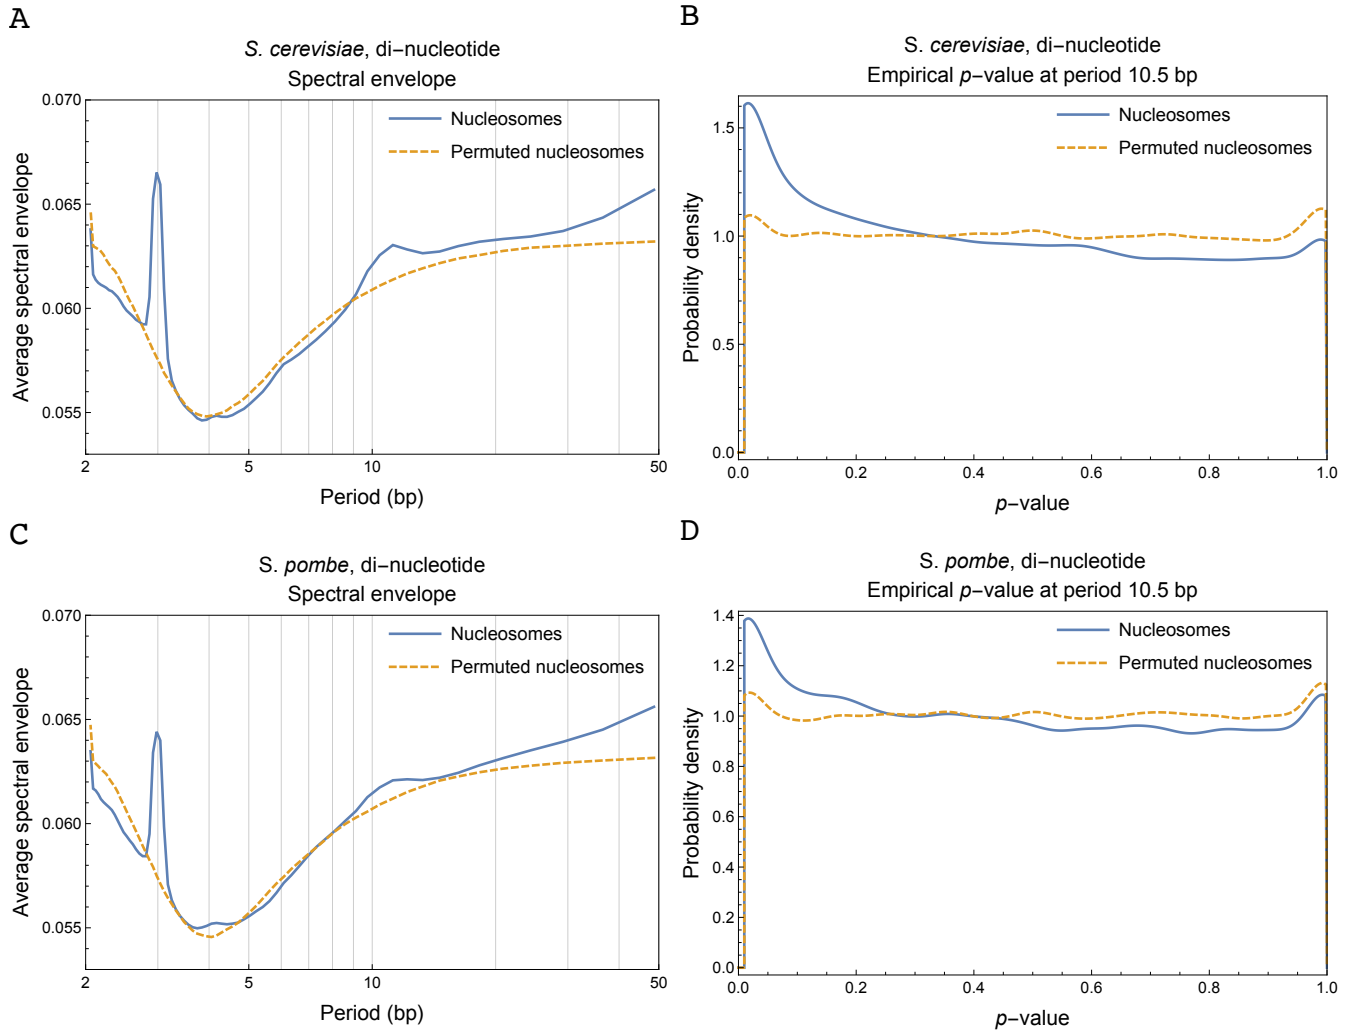 A
S. cerevisiae, di-nucleotide
Spectral envelope
Nucleosomes
Permuted nucleosomes
0.070
0.065
0.060
0.055
2
5
10
50
Average spectral envelope
Period (bp)
B
S. cerevisiae, di-nucleotide
Empirical p-value at period 10.5 bp
Nucleosomes
Permuted nucleosomes
1.5
1.0
0.5
0.0
0.0
0.2
0.4
0.6
0.8
1.0
Probability density
p-value
C
S. pombe, di-nucleotide
Spectral envelope
Nucleosomes
Permuted nucleosomes
0.070
0.065
0.060
0.055
2
5
10
50
Average spectral envelope
Period (bp)
D
S. pombe, di-nucleotide
Empirical p-value at period 10.5 bp
Nucleosomes
Permuted nucleosomes
1.4
1.2
1.0
0.8
0.6
0.4
0.2
0.0
0.0
0.2
0.4
0.6
0.8
1.0
Probability density
p-value